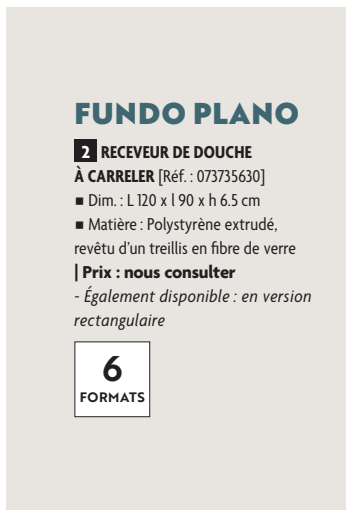 FUNDO PLANO
2 RECEVEUR DE DOUCHE
À CARRELER [Réf. : 073735630]
■ Dim. : L 120 x l 90 x h 6.5 cm
■ Matière : Polystyrène extrudé,
revêtu d'un treillis en fibre de verre
| Prix : nous consulter
- Également disponible : en version
rectangulaire
6
FORMATS